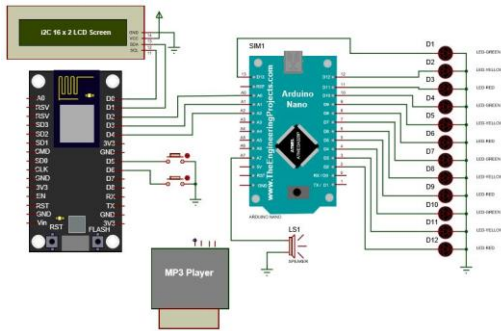 i2C 16 x 2 LCD Screen
GND
VCC
SDA
SCL
A0
RSV
RSV
SD3
SD2
SD1
CMD
SD0
CLK
GND
3V3
EN
RST
GND
Vin
D0
D1
D2
D3
D4
3V3
GND
D5
D6
D7
D8
RX
TX
GND
3V3
RST
FLASH
MP3 Player
SIM1
www.TheEngineeringProjects.com
Arduino
Nano
ARDUINO NANO
LS1
SPEAKER
D1
LED-GREEN
D2
LED-YELLOW
D3
LED-RED
D4
LED-GREEN
D5
LED-YELLOW
D6
LED-RED
D7
LED-GREEN
D8
LED-YELLOW
D9
LED-RED
D10
LED-GREEN
D11
LED-YELLOW
D12
LED-RED